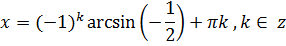 x = (−1)^k arcsin(−1/2) + πk , k ∈ z